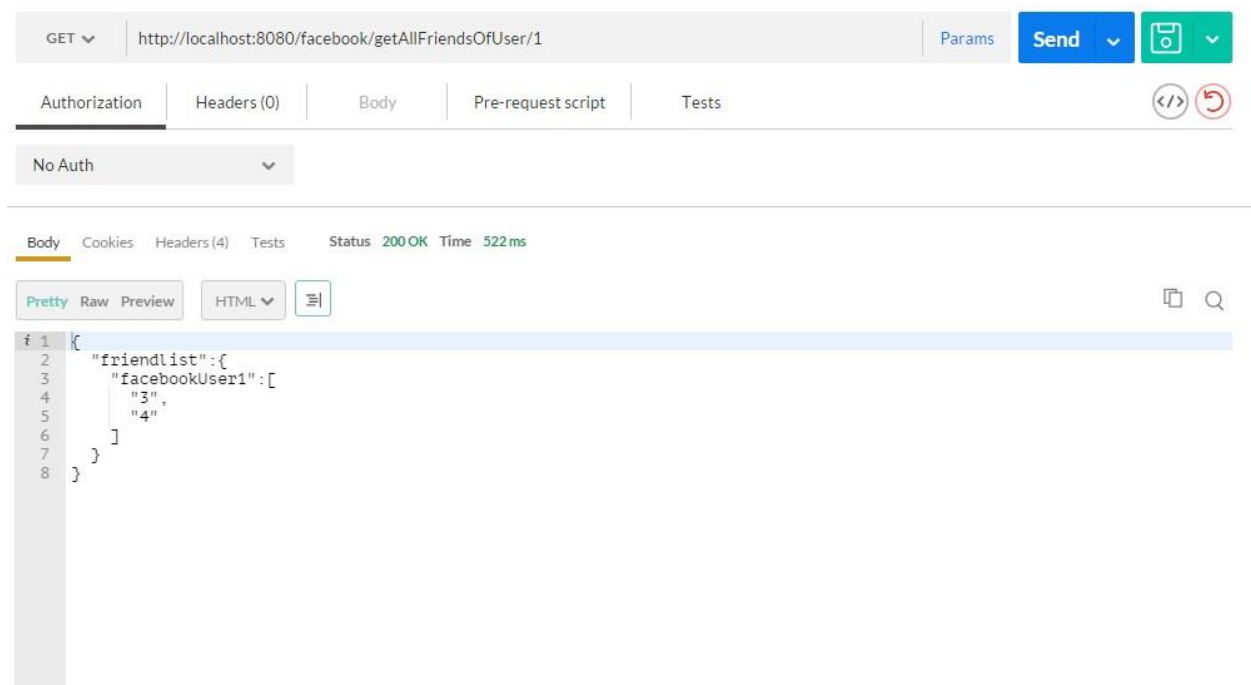 GET http://localhost:8080/facebook/getAllFriendsOfUser/1 Params Send
Authorization Headers (0) Body Pre-request script Tests </>
No Auth
Body Cookies Headers (4) Tests Status 200 OK Time 522 ms
Pretty Raw Preview HTML
i 1 {
2 "friendlist":{
3 "facebookUser1":[
4 "3",
5 "4"
6 ]
7 }
8 }